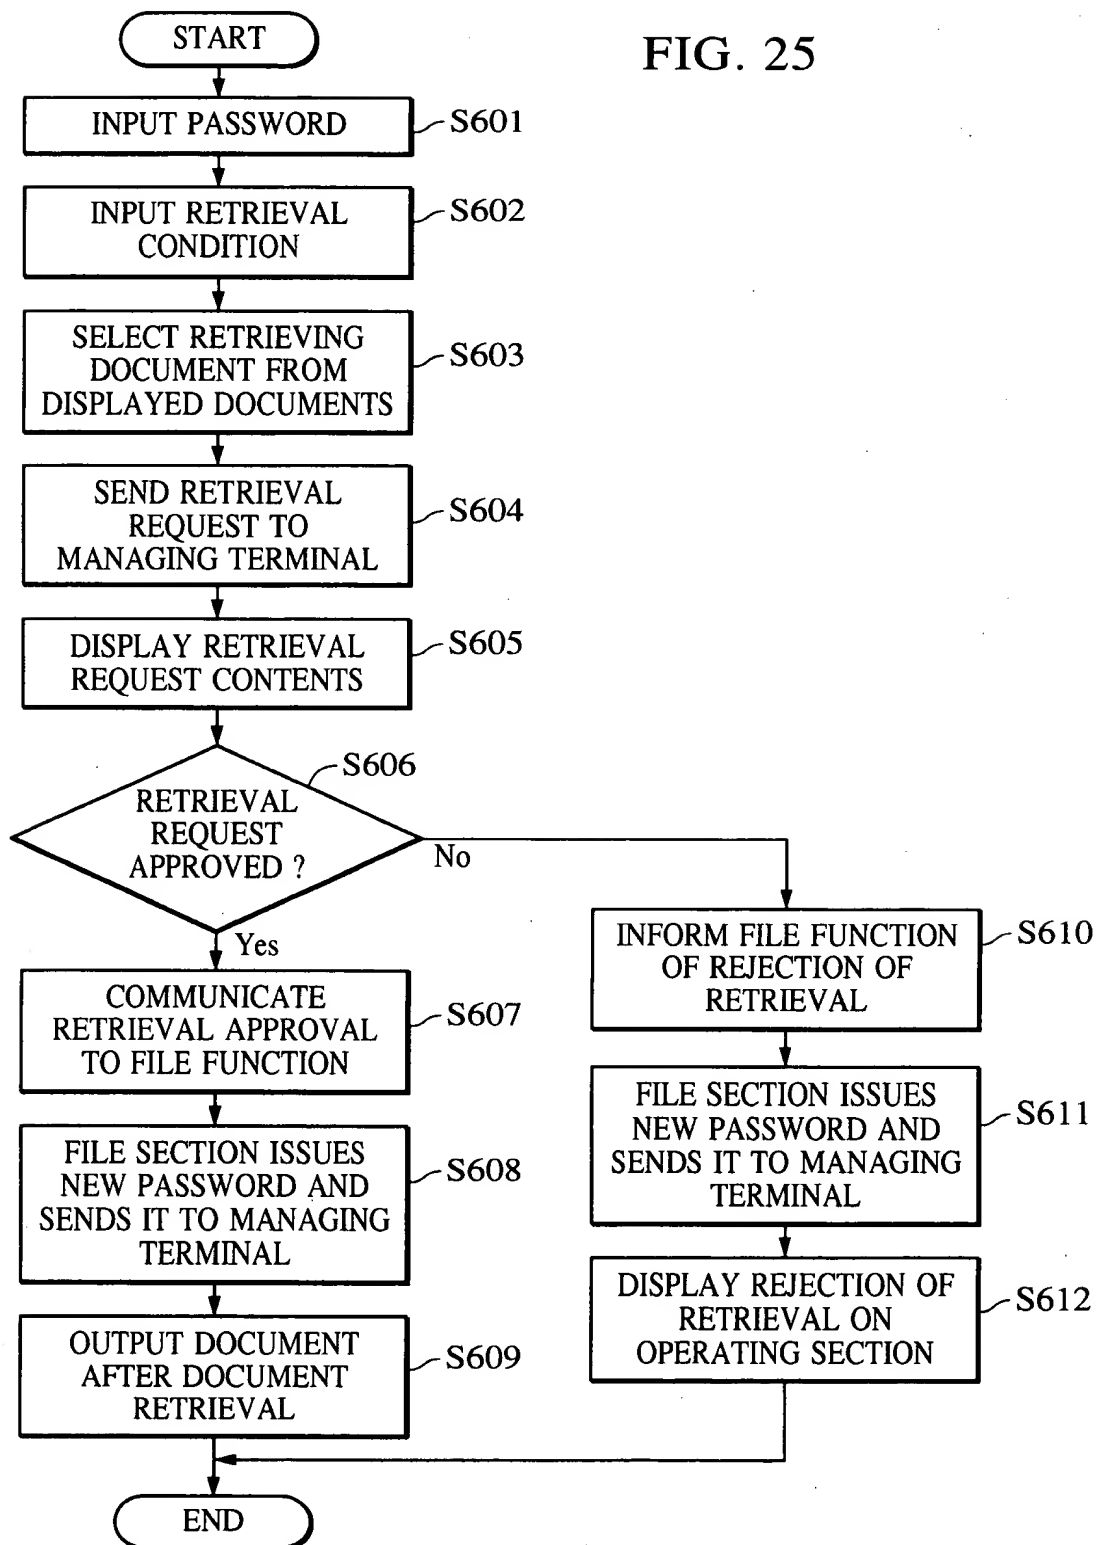 FIG. 25
START
INPUT PASSWORD
S601
INPUT RETRIEVAL
CONDITION
S602
SELECT RETRIEVING
DOCUMENT FROM
DISPLAYED DOCUMENTS
S603
SEND RETRIEVAL
REQUEST TO
MANAGING TERMINAL
S604
DISPLAY RETRIEVAL
REQUEST CONTENTS
S605
RETRIEVAL
REQUEST
APPROVED ?
S606
No
Yes
COMMUNICATE
RETRIEVAL APPROVAL
TO FILE FUNCTION
S607
FILE SECTION ISSUES
NEW PASSWORD AND
SENDS IT TO MANAGING
TERMINAL
S608
OUTPUT DOCUMENT
AFTER DOCUMENT
RETRIEVAL
S609
INFORM FILE FUNCTION
OF REJECTION OF
RETRIEVAL
S610
FILE SECTION ISSUES
NEW PASSWORD AND
SENDS IT TO MANAGING
TERMINAL
S611
DISPLAY REJECTION OF
RETRIEVAL ON
OPERATING SECTION
S612
END